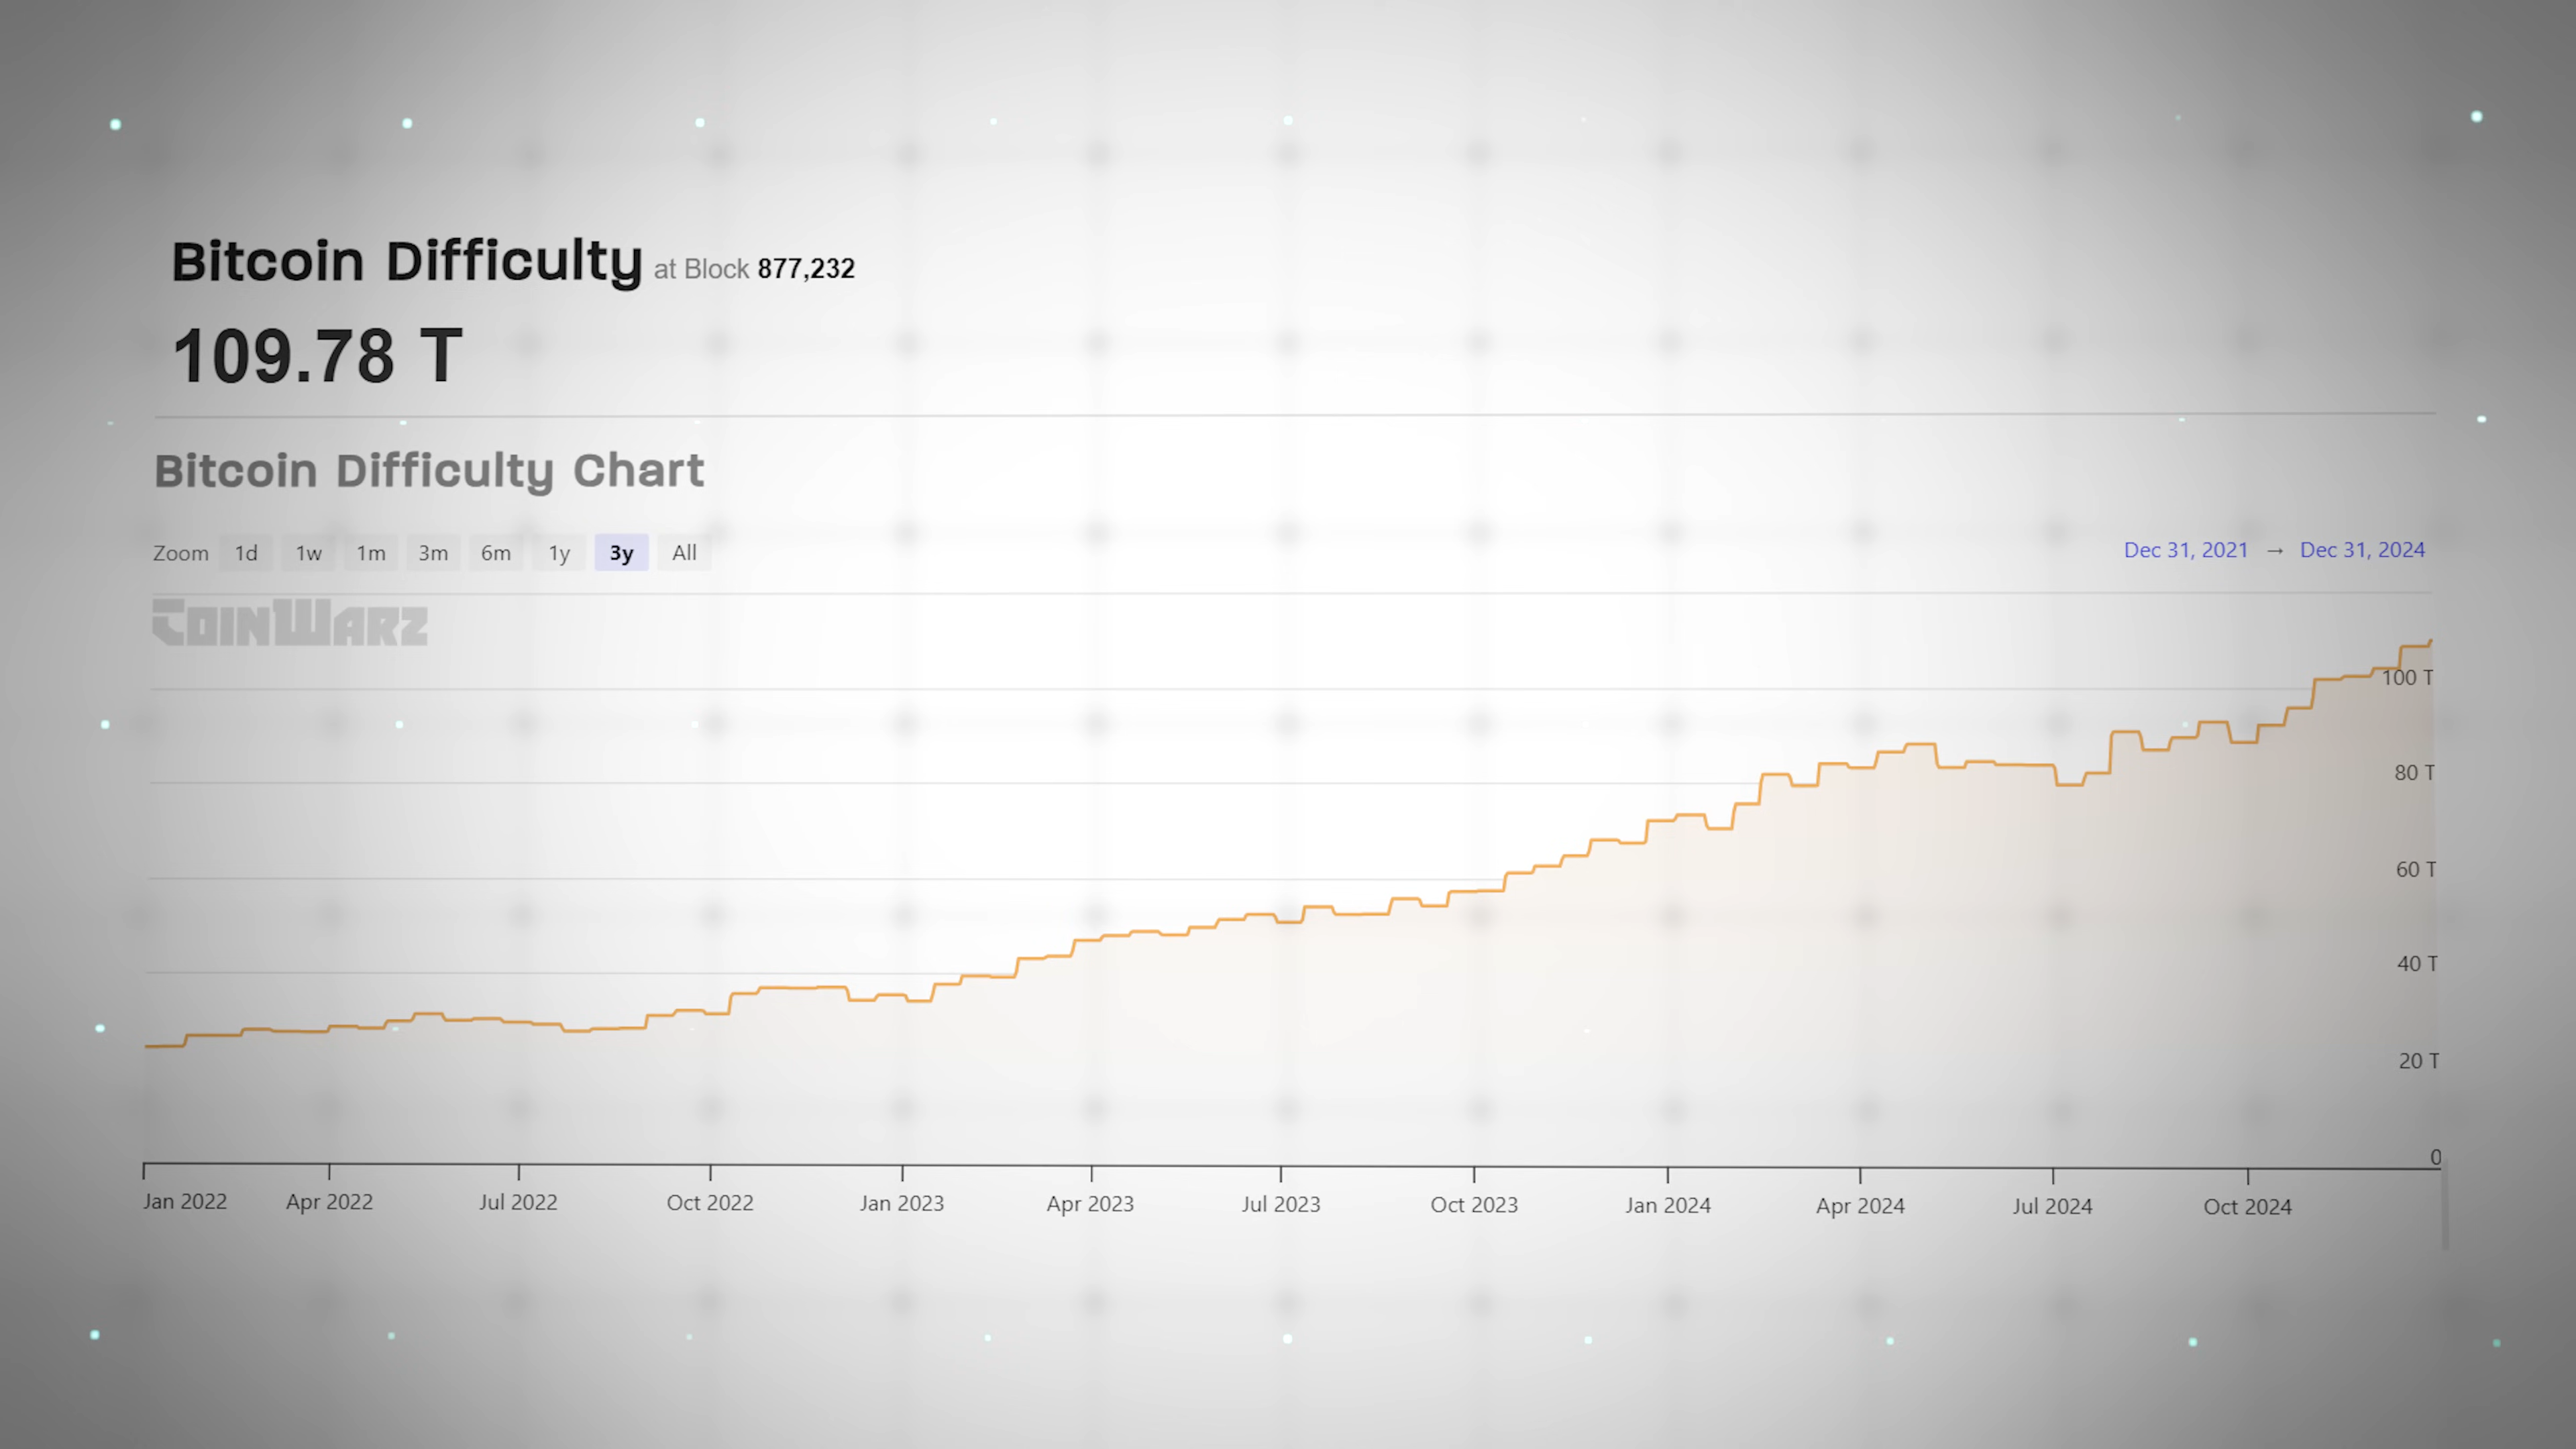 Bitcoin Difficulty at Block 877,232
109.78 T
Bitcoin Difficulty Chart
Zoom 1d 1w 1m 3m 6m 1y 3y All
Dec 31, 2021 → Dec 31, 2024
COINWARZ
100 T
80 T
60 T
40 T
20 T
0
Jan 2022 Apr 2022 Jul 2022 Oct 2022 Jan 2023 Apr 2023 Jul 2023 Oct 2023 Jan 2024 Apr 2024 Jul 2024 Oct 2024